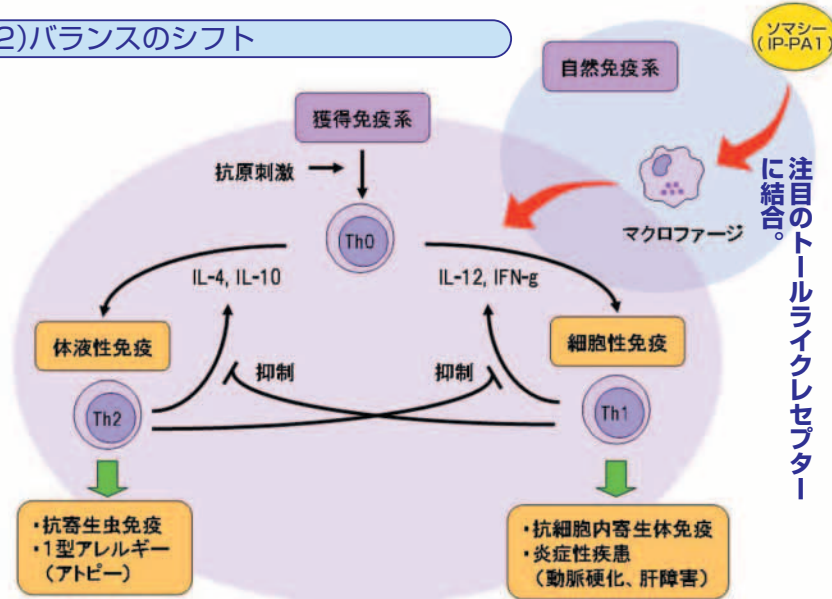 2)バランスのシフト
ソマシー
(IP-PA1)
自然免疫系
獲得免疫系
抗原刺激
マクロファージ
注目のトールライクレセプター
に結合。
Th0
IL-4, IL-10
IL-12, IFN-g
体液性免疫
細胞性免疫
抑制
抑制
Th2
Th1
・抗寄生虫免疫
・1型アレルギー
（アトピー）
・抗細胞内寄生体免疫
・炎症性疾患
（動脈硬化、肝障害）